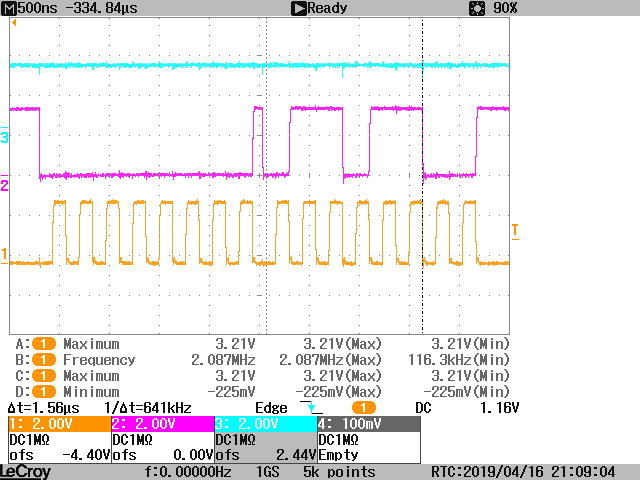 M 500ns -334.84µs Ready 90%
3
2
T
1
A: 1 Maximum 3.21V 3.21V(Max) 3.21V(Min)
B: 1 Frequency 2.087MHz 2.087MHz(Max) 116.3kHz(Min)
C: 1 Maximum 3.21V 3.21V(Max) 3.21V(Min)
D: 1 Minimum -225mV -225mV(Max) -225mV(Min)
Δt=1.56µs 1/Δt=641kHz Edge 1 DC 1.16V
1: 2.00V 2: 2.00V 3: 2.00V 4: 100mV
DC1MΩ DC1MΩ DC1MΩ DC1MΩ
ofs -4.40V ofs 0.00V ofs 2.44V Empty
LeCroy f:0.00000Hz 1GS 5k points RTC:2019/04/16 21:09:04